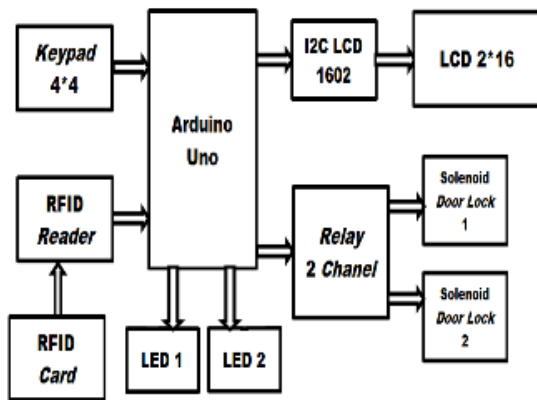 Keypad
4*4
Arduino
Uno
I2C LCD
1602
LCD 2*16
RFID
Reader
Relay
2 Chanel
Solenoid
Door Lock
1
Solenoid
Door Lock
2
RFID
Card
LED 1
LED 2